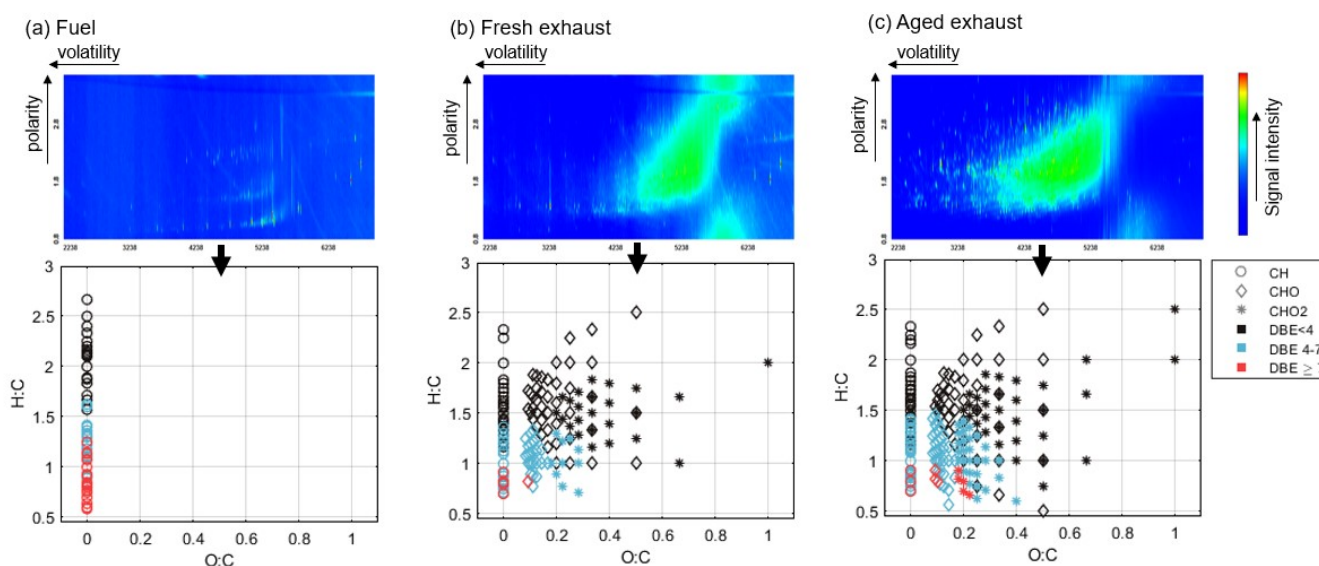 (a) Fuel
volatility
polarity
2.8
1.8
0.8
2238 3238 4238 5238 6238
3
2.5
2
1.5
1
0.5
H:C
0 0.2 0.4 0.6 0.8 1
O:C
(b) Fresh exhaust
volatility
polarity
2.8
1.8
0.8
2238 3238 4238 5238 6238
3
2.5
2
1.5
1
0.5
H:C
0 0.2 0.4 0.6 0.8 1
O:C
(c) Aged exhaust
volatility
polarity
2.8
1.8
0.8
2238 3238 4238 5238 6238
3
2.5
2
1.5
1
0.5
H:C
0 0.2 0.4 0.6 0.8 1
O:C
Signal intensity
CH
CHO
CHO2
DBE<4
DBE 4-7
DBE ≥